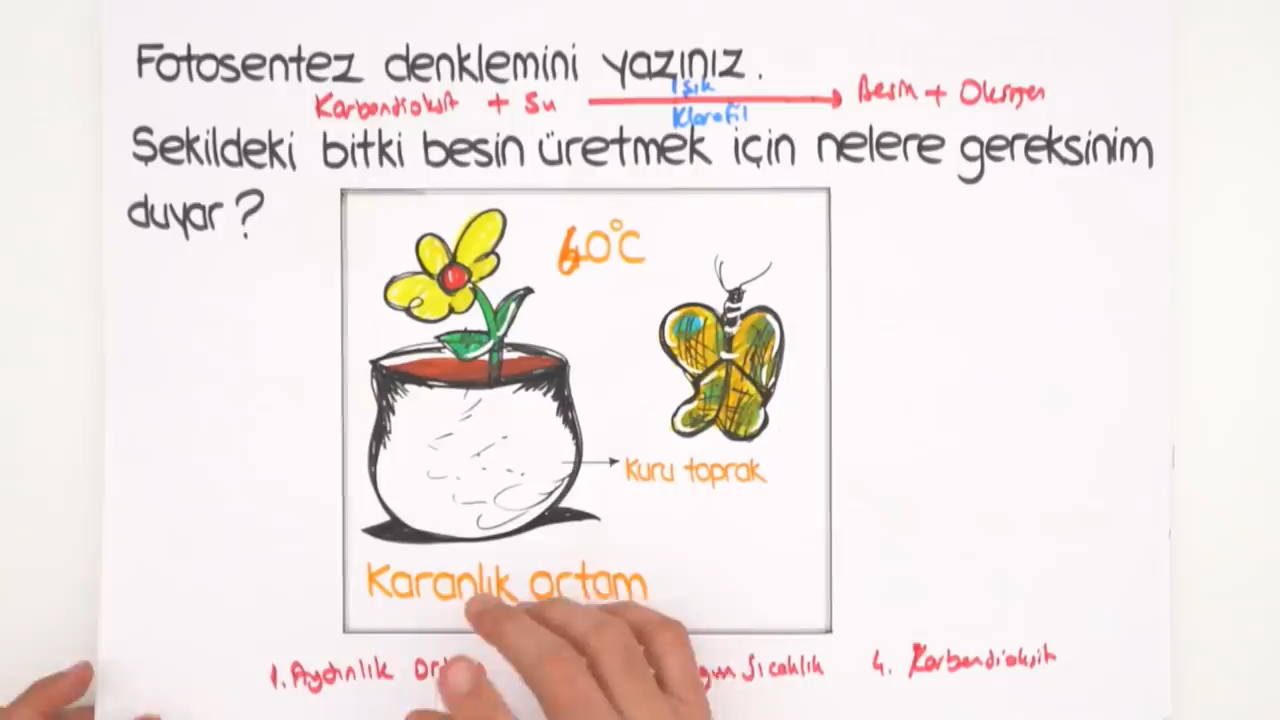 Fotosentez denklemini yazınız.
Işık
Karbondioksit + Su → Besin + Oksijen
Klorofil
Şekildeki bitki besin üretmek için nelere gereksinim
duyar?
60°C
Kuru toprak
Karanlık ortam
1. Aydınlık Sıcaklık 4. Karbondioksit